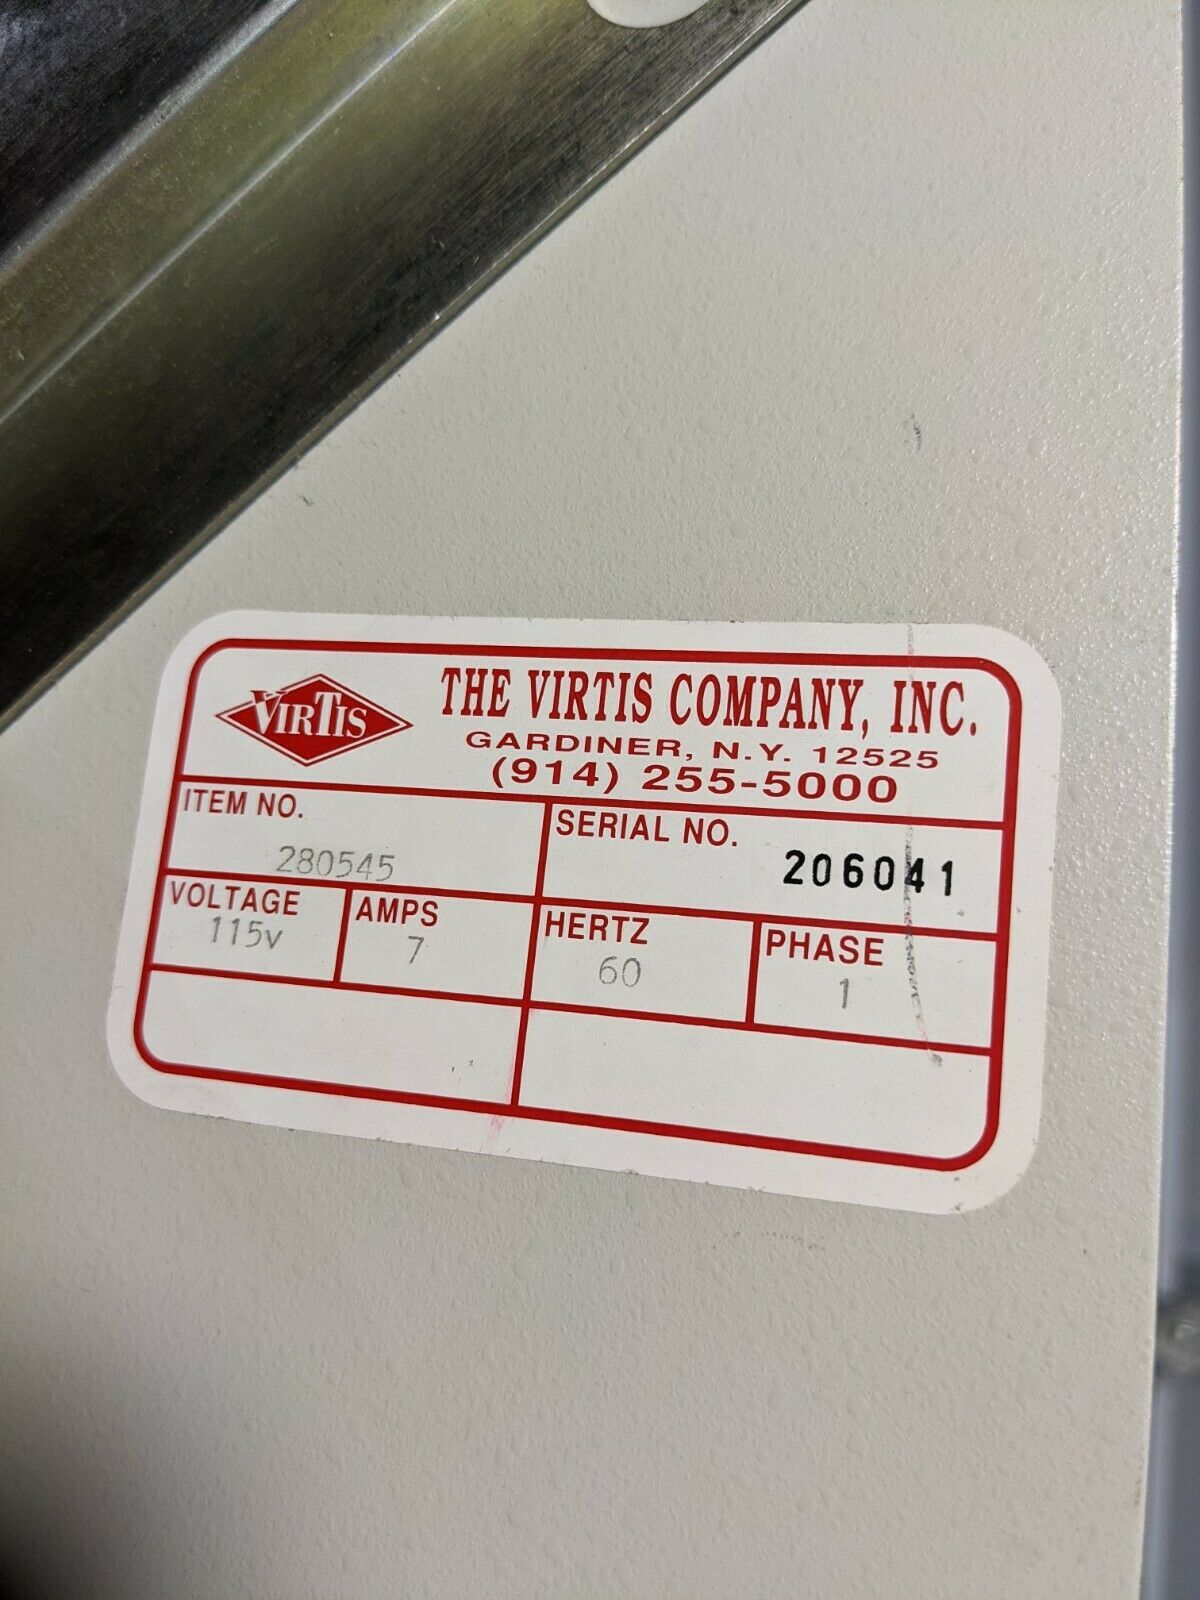 VIRTIS
THE VIRTIS COMPANY, INC.
GARDINER, N.Y. 12525
(914) 255-5000
ITEM NO.
280545
SERIAL NO.
206041
VOLTAGE
115v
AMPS
7
HERTZ
60
PHASE
1